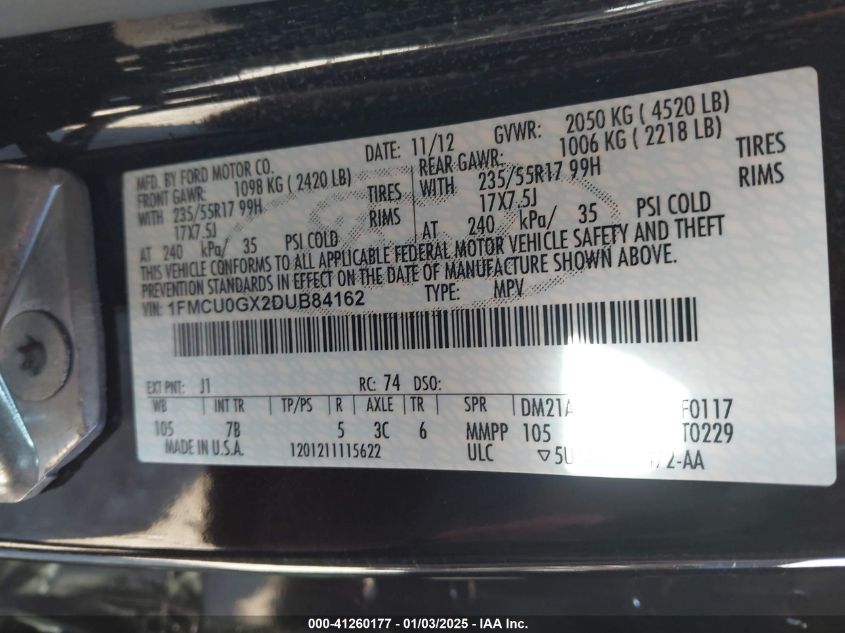 MFD. BY FORD MOTOR CO. DATE: 11/12 GVWR: 2050 KG ( 4520 LB)
FRONT GAWR: 1098 KG ( 2420 LB) REAR GAWR: 1006 KG ( 2218 LB)
WITH 235/55R17 99H TIRES WITH 235/55R17 99H TIRES
17X7.5J RIMS 17X7.5J RIMS
AT 240 kPa/ 35 PSI COLD AT 240 kPa/ 35 PSI COLD
THIS VEHICLE CONFORMS TO ALL APPLICABLE FEDERAL MOTOR VEHICLE SAFETY AND THEFT
PREVENTION STANDARDS IN EFFECT ON THE DATE OF MANUFACTURE SHOWN ABOVE.
VIN: 1FMCU0GX2DUB84162 TYPE: MPV
EXT PNT: J1 RC: 74 DSO:
WB INT TR TP/PS R AXLE TR SPR DM21A F0117
105 7B 5 3C 6 MMPP 105 T0229
MADE IN U.S.A. 1201211115622 ULC
000-41260177 - 01/03/2025 - IAA Inc.